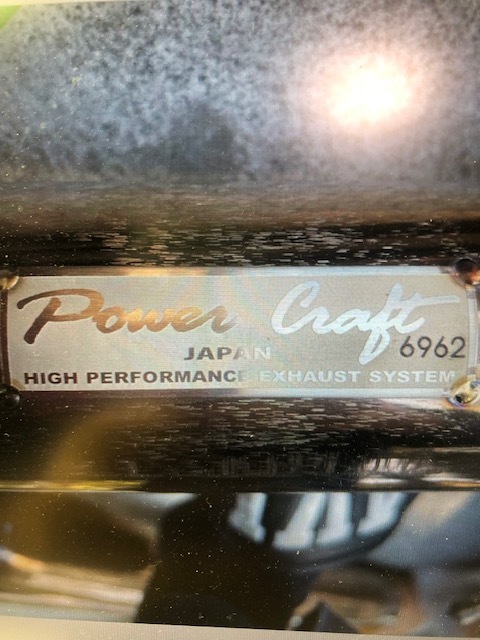 Power Craft
JAPAN
6962
HIGH PERFORMANCE EXHAUST SYSTEM